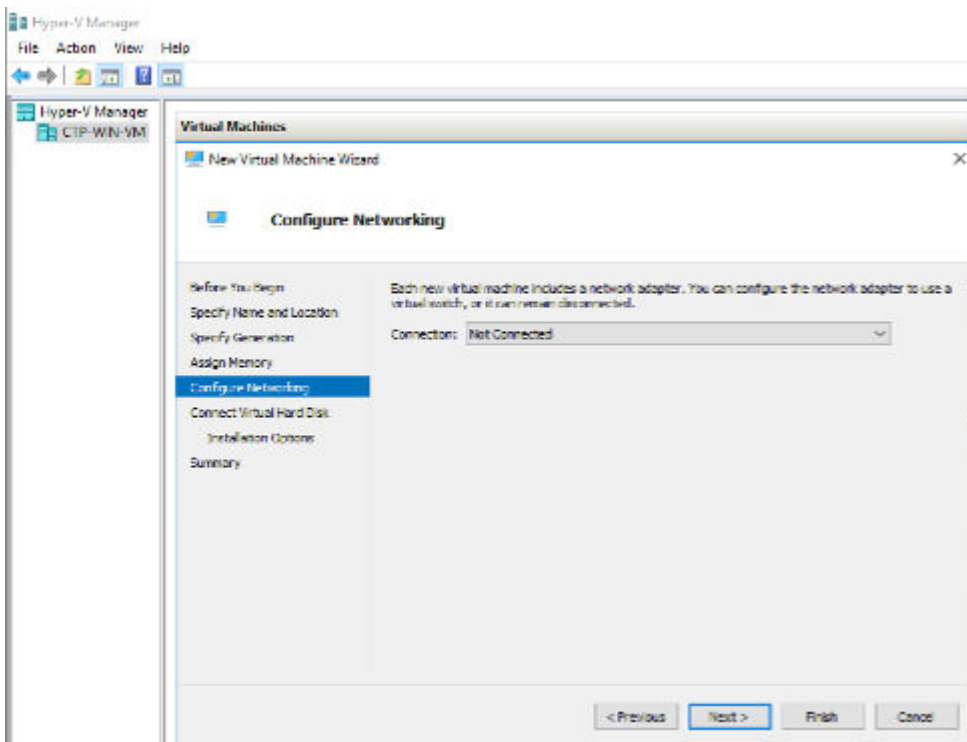 Hyper-V Manager
File Action View Help
Hyper-V Manager
CTP-WIN-VM
Virtual Machines
New Virtual Machine Wizard
Configure Networking
Before You Begin
Specify Name and Location
Specify Generation
Assign Memory
Configure Networking
Connect Virtual Hard Disk
Installation Options
Summary
Each new virtual machine includes a network adapter. You can configure the network adapter to use a
virtual switch, or it can remain disconnected.
Connection: Not Connected
< Previous Next > Finish Cancel